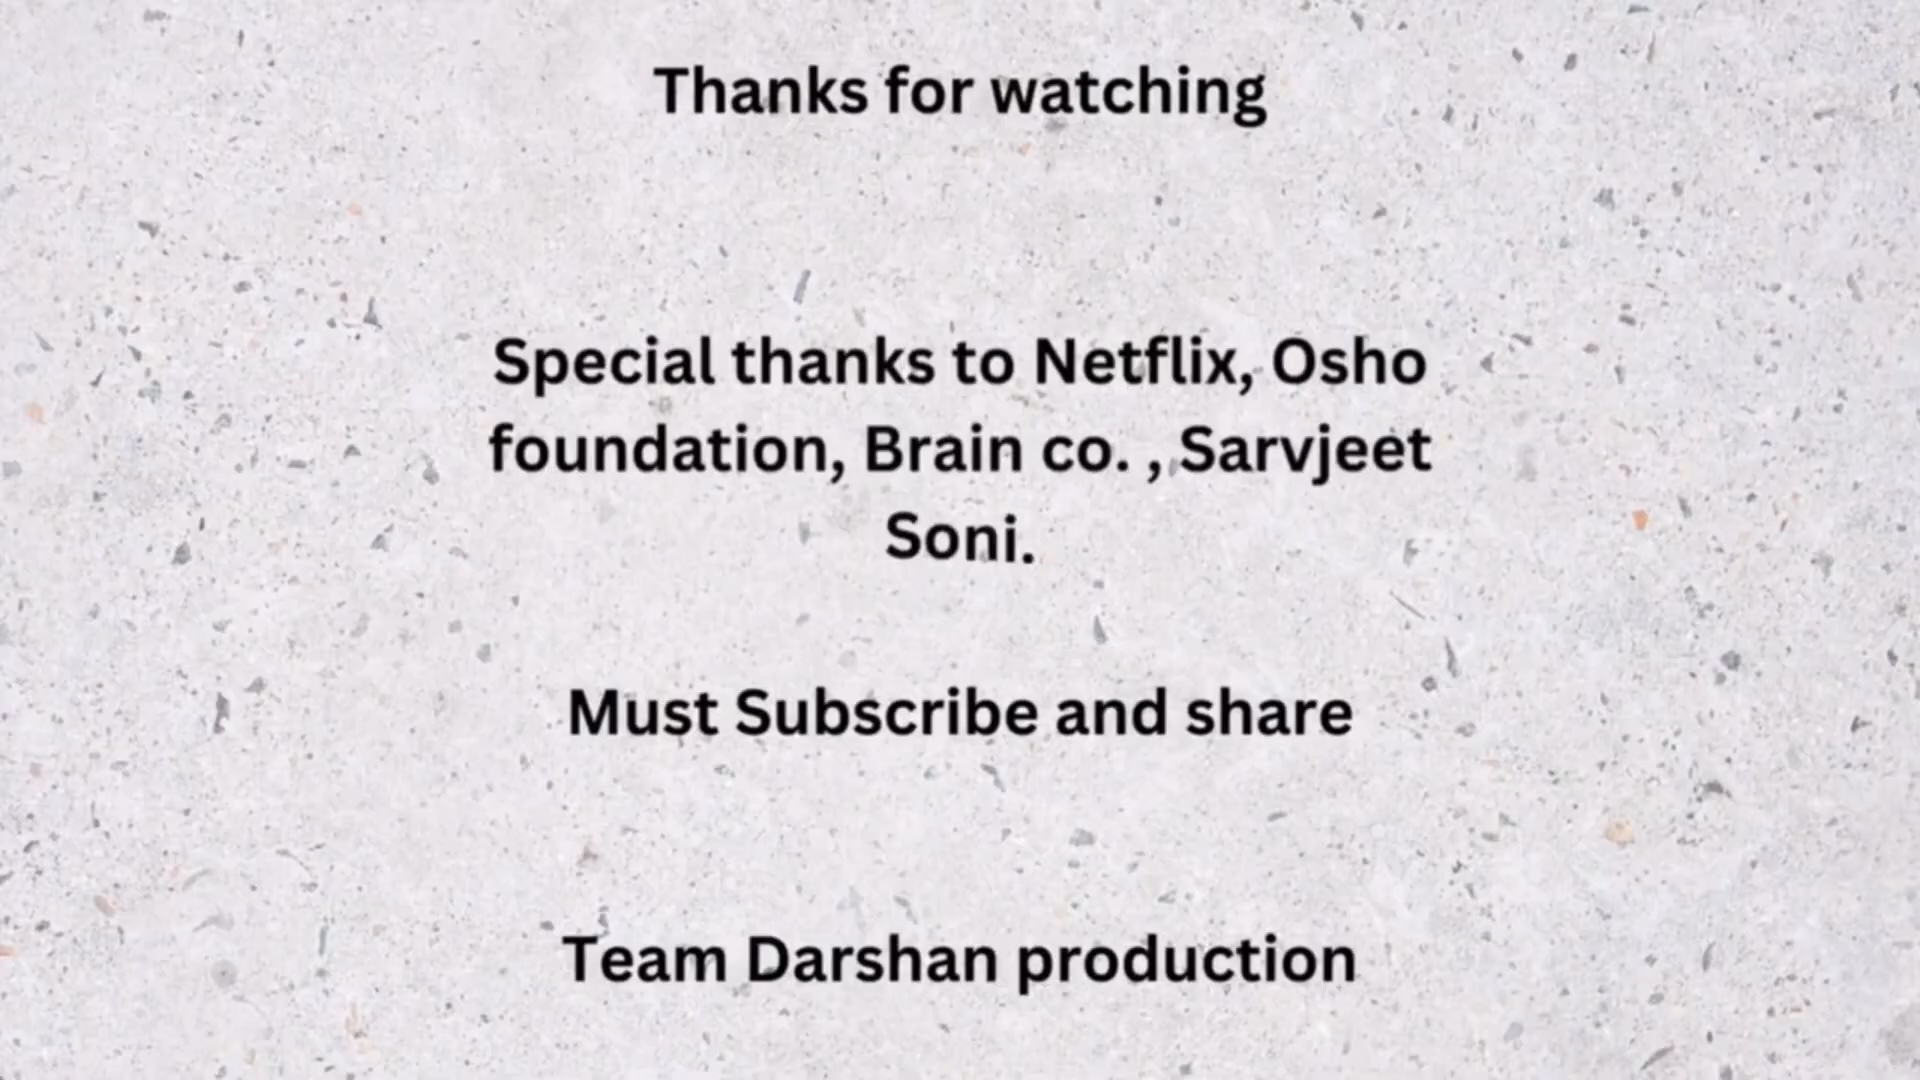 Thanks for watching
Special thanks to Netflix, Osho
foundation, Brain co. , Sarvjeet
Soni.
Must Subscribe and share
Team Darshan production